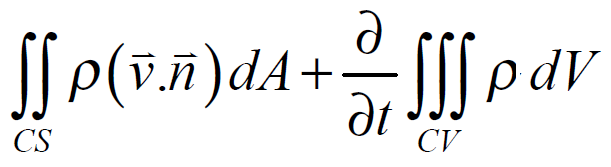 ∬_CS ρ(v⃗.n⃗)dA + ∂/∂t ∭_CV ρ dV